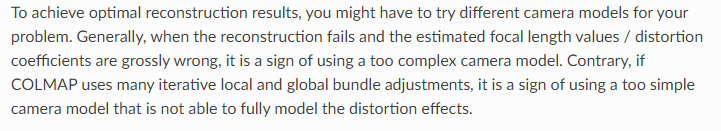 To achieve optimal reconstruction results, you might have to try different camera models for your
problem. Generally, when the reconstruction fails and the estimated focal length values / distortion
coefficients are grossly wrong, it is a sign of using a too complex camera model. Contrary, if
COLMAP uses many iterative local and global bundle adjustments, it is a sign of using a too simple
camera model that is not able to fully model the distortion effects.